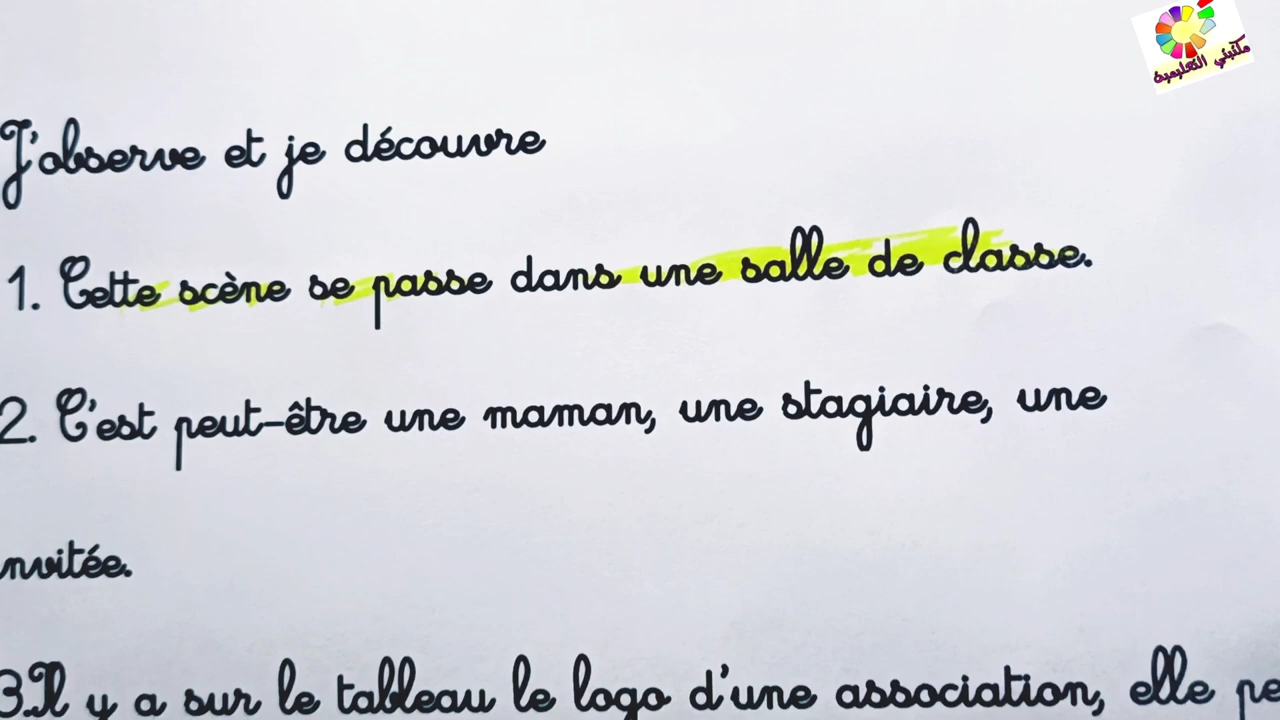 مكتبتي التعليمية
J'observe et je découvre
1. Cette scène se passe dans une salle de classe.
2. C'est peut-être une maman, une stagiaire, une
nvitée.
3.Il y a sur le tableau le logo d'une association, elle pe